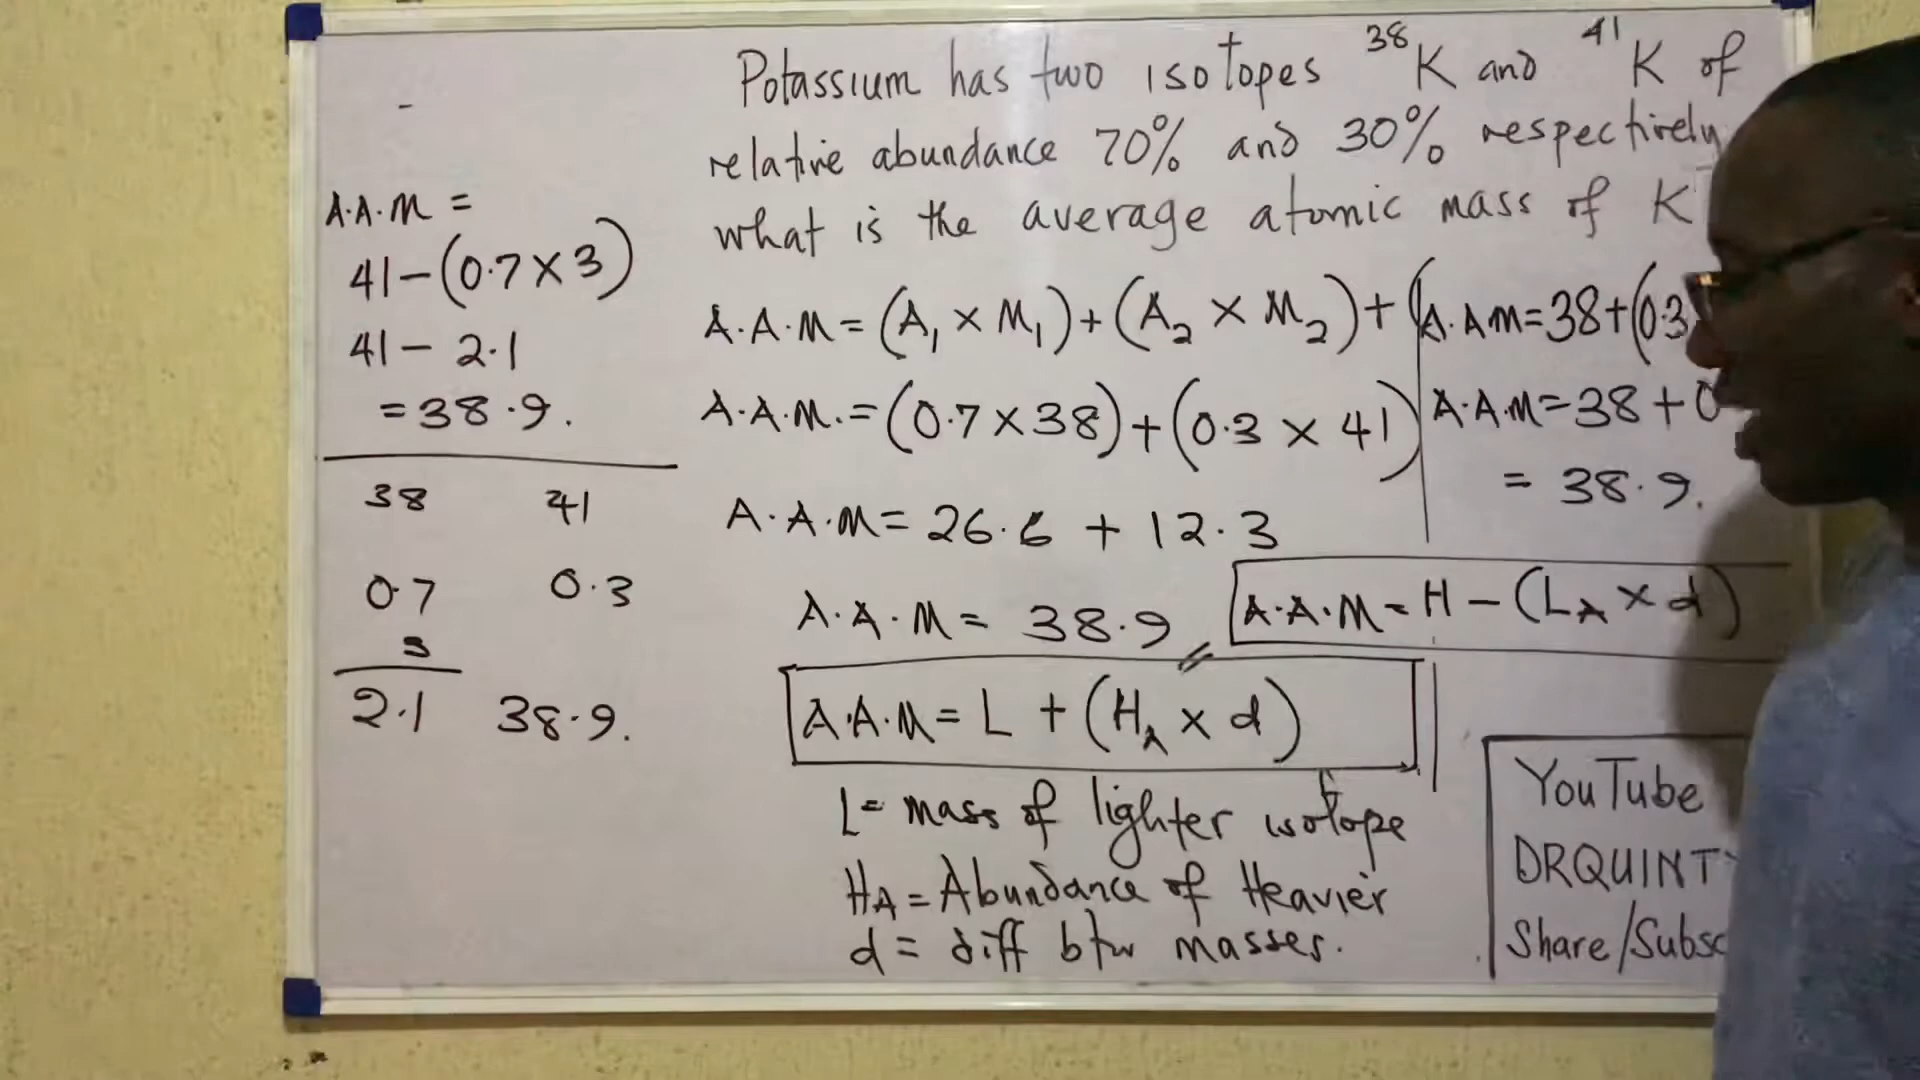 Potassium has two isotopes ³⁸K and ⁴¹K of
relative abundance 70% and 30% respectively
what is the average atomic mass of K
A.A.M = (A₁ × M₁) + (A₂ × M₂) + (
A.A.M. = (0.7 × 38) + (0.3 × 41)
A.A.M = 26.6 + 12.3
A.A.M = 38.9
A.A.M = L + (H_A × d)
L = mass of lighter isotope
H_A = Abundance of Heavier
d = diff btw masses.
A.A.M =
41 – (0.7 × 3)
41 – 2.1
= 38.9.
38 41
0.7 0.3
3
2.1 38.9.
A.A.M = 38 + (0.3
A.A.M = 38 + 0
= 38.9.
A.A.M = H – (L_A × d)
YouTube
DRQUINT
Share/Subsc